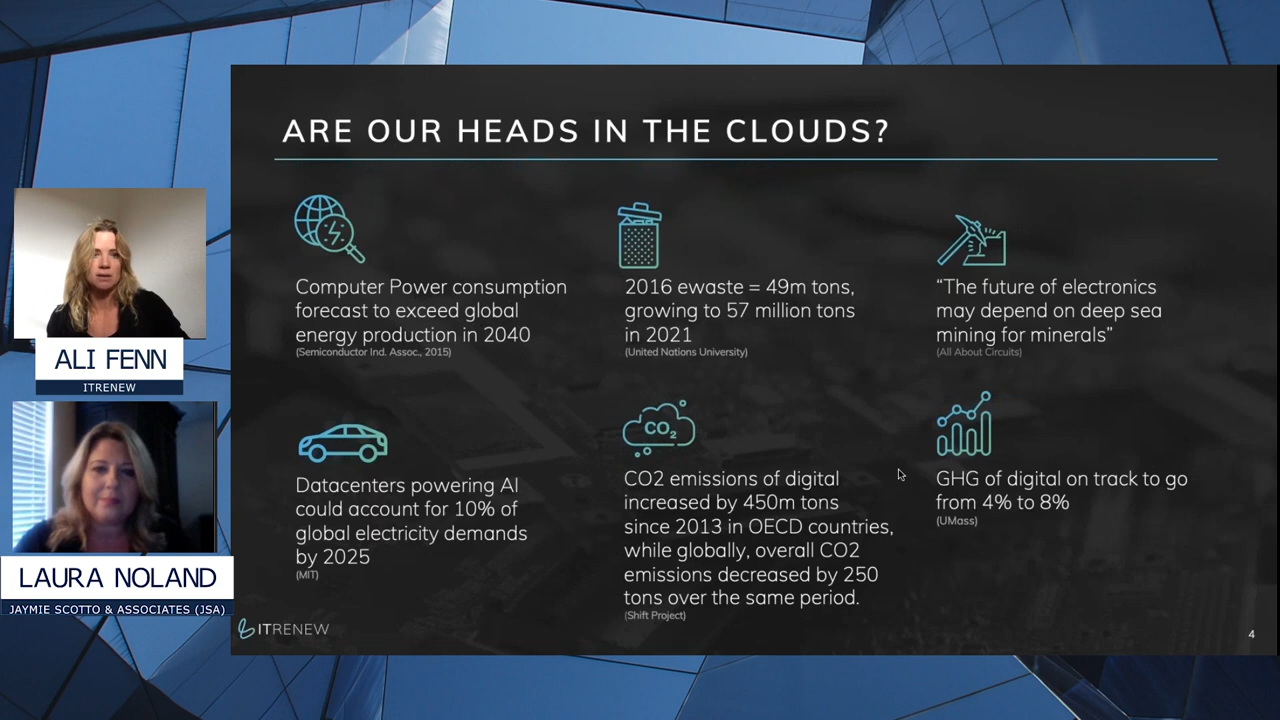 ARE OUR HEADS IN THE CLOUDS?
Computer Power consumption
forecast to exceed global
energy production in 2040
(Semiconductor Ind. Assoc., 2015)
2016 ewaste = 49m tons,
growing to 57 million tons
in 2021
(United Nations University)
“The future of electronics
may depend on deep sea
mining for minerals”
(All About Circuits)
Datacenters powering AI
could account for 10% of
global electricity demands
by 2025
(MIT)
CO2
CO2 emissions of digital
increased by 450m tons
since 2013 in OECD countries,
while globally, overall CO2
emissions decreased by 250
tons over the same period.
(Shift Project)
GHG of digital on track to go
from 4% to 8%
(UMass)
ITRENEW
4
ALI FENN
ITRENEW
LAURA NOLAND
JAYMIE SCOTTO & ASSOCIATES (JSA)